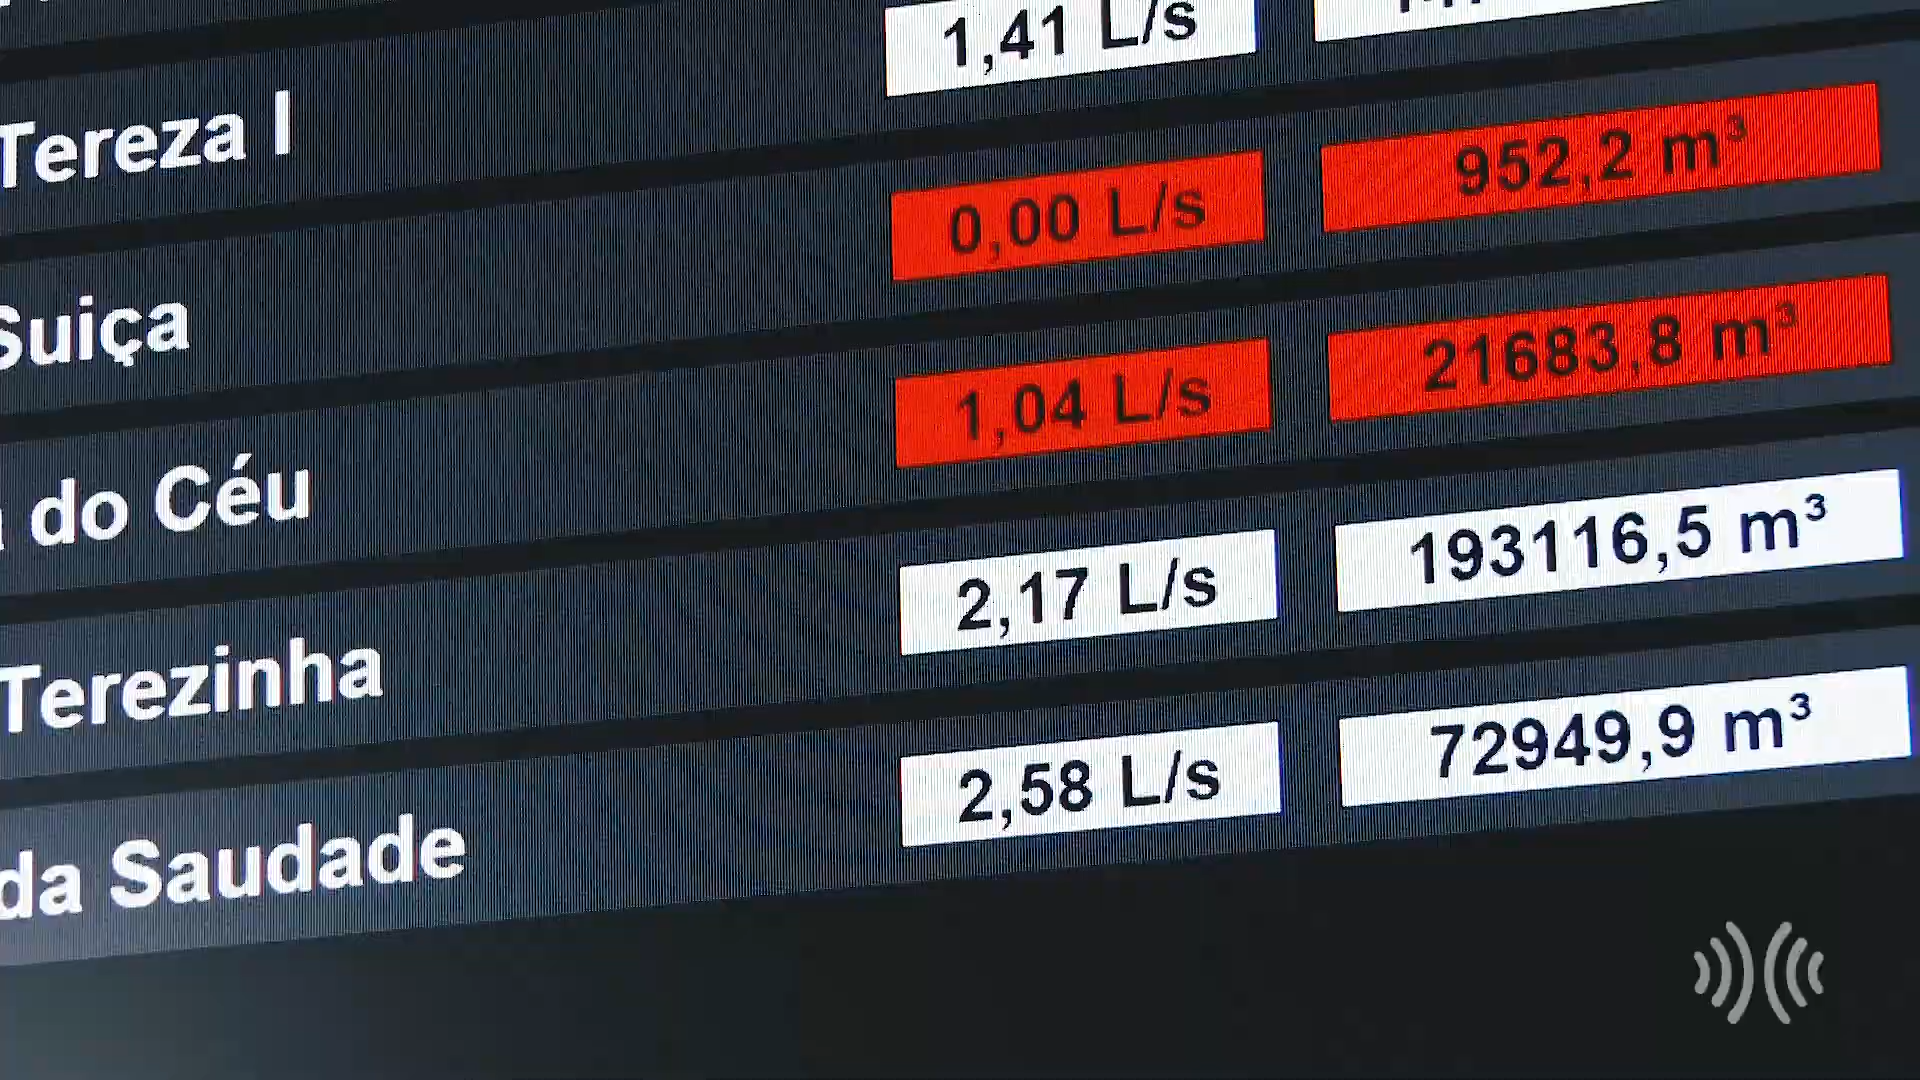 Tereza I 1,41 L/s
Suiça 0,00 L/s 952,2 m³
do Céu 1,04 L/s 21683,8 m³
Terezinha 2,17 L/s 193116,5 m³
da Saudade 2,58 L/s 72949,9 m³